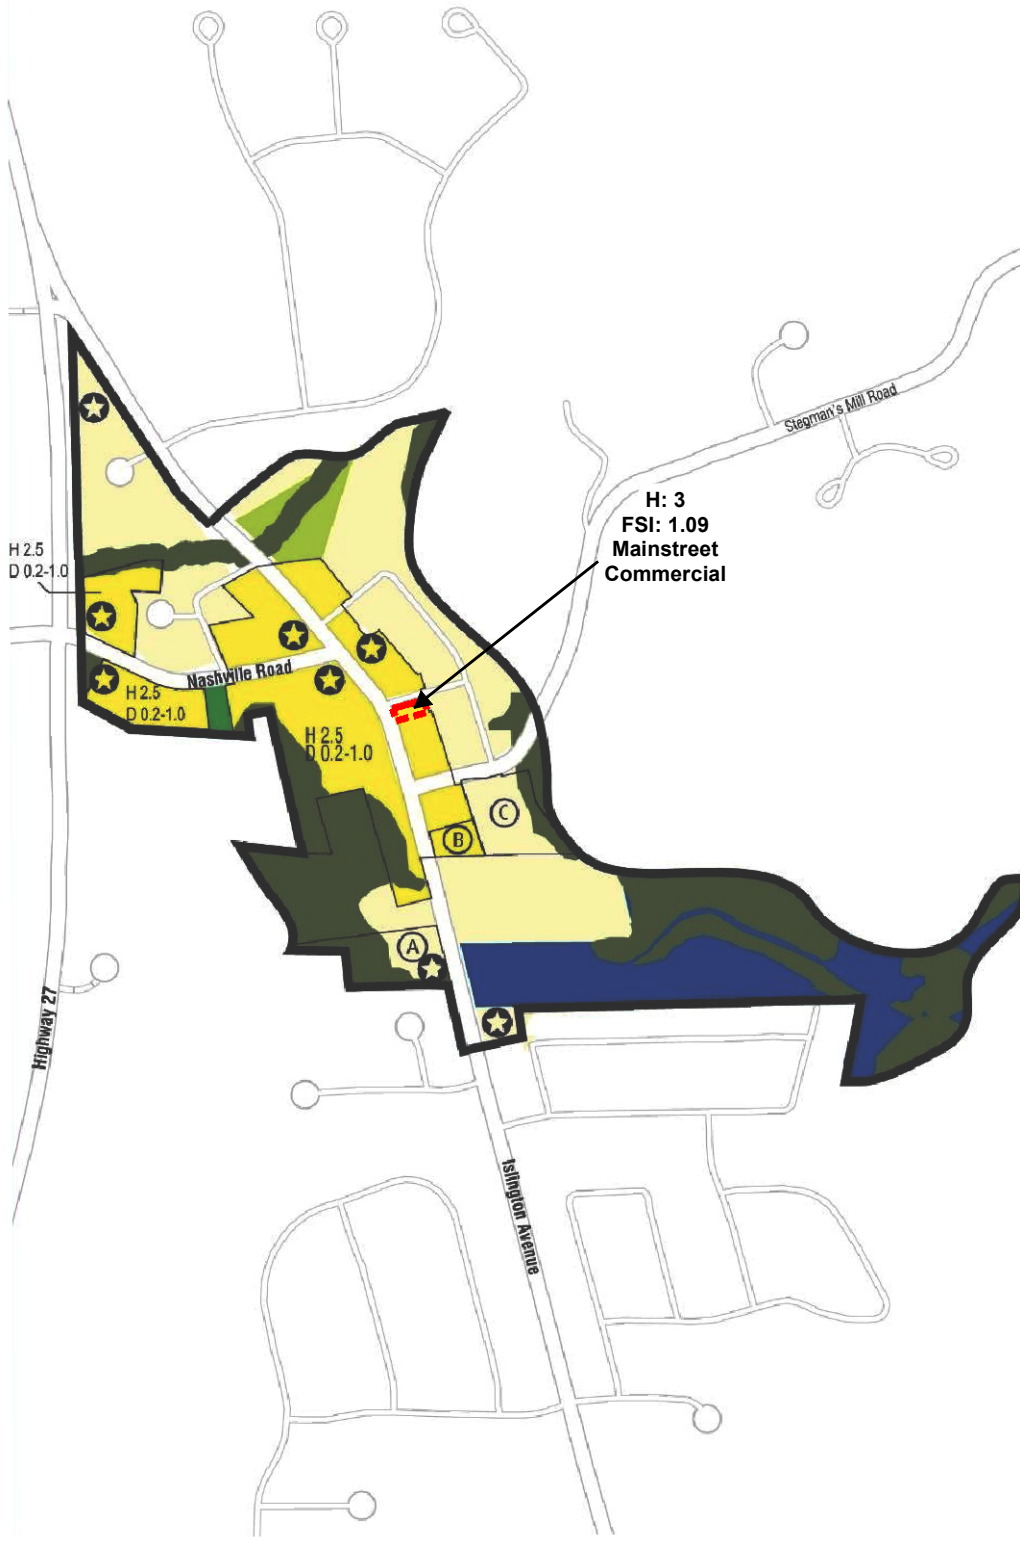 Stegman's Mill Road
H: 3
FSI: 1.09
Mainstreet
Commercial
H 2.5
D 0.2-1.0
Nashville Road
H 2.5
D 0.2-1.0
H 2.5
D 0.2-1.0
C
B
A
Highway 27
Islington Avenue